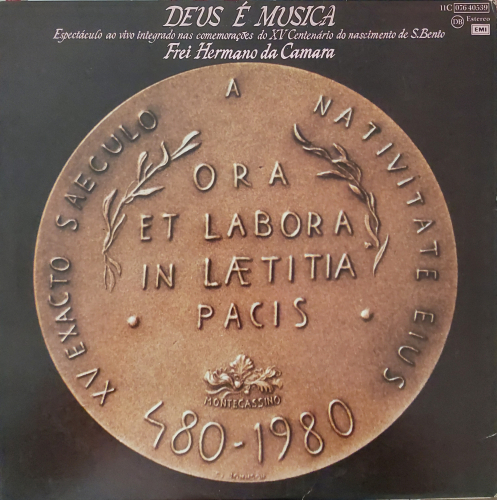 DEUS É MUSICA
Espectáculo ao vivo integrado nas comemorações do XV Centenário do nascimento de S. Bento
Frei Hermano da Camara
11C 076 40539
DB Estereo
EMI
XV EXACTO SAECULO A NATIVITATE EIUS
ORA
ET LABORA
IN LÆTITIA
PACIS
MONTECASSINO
480-1980